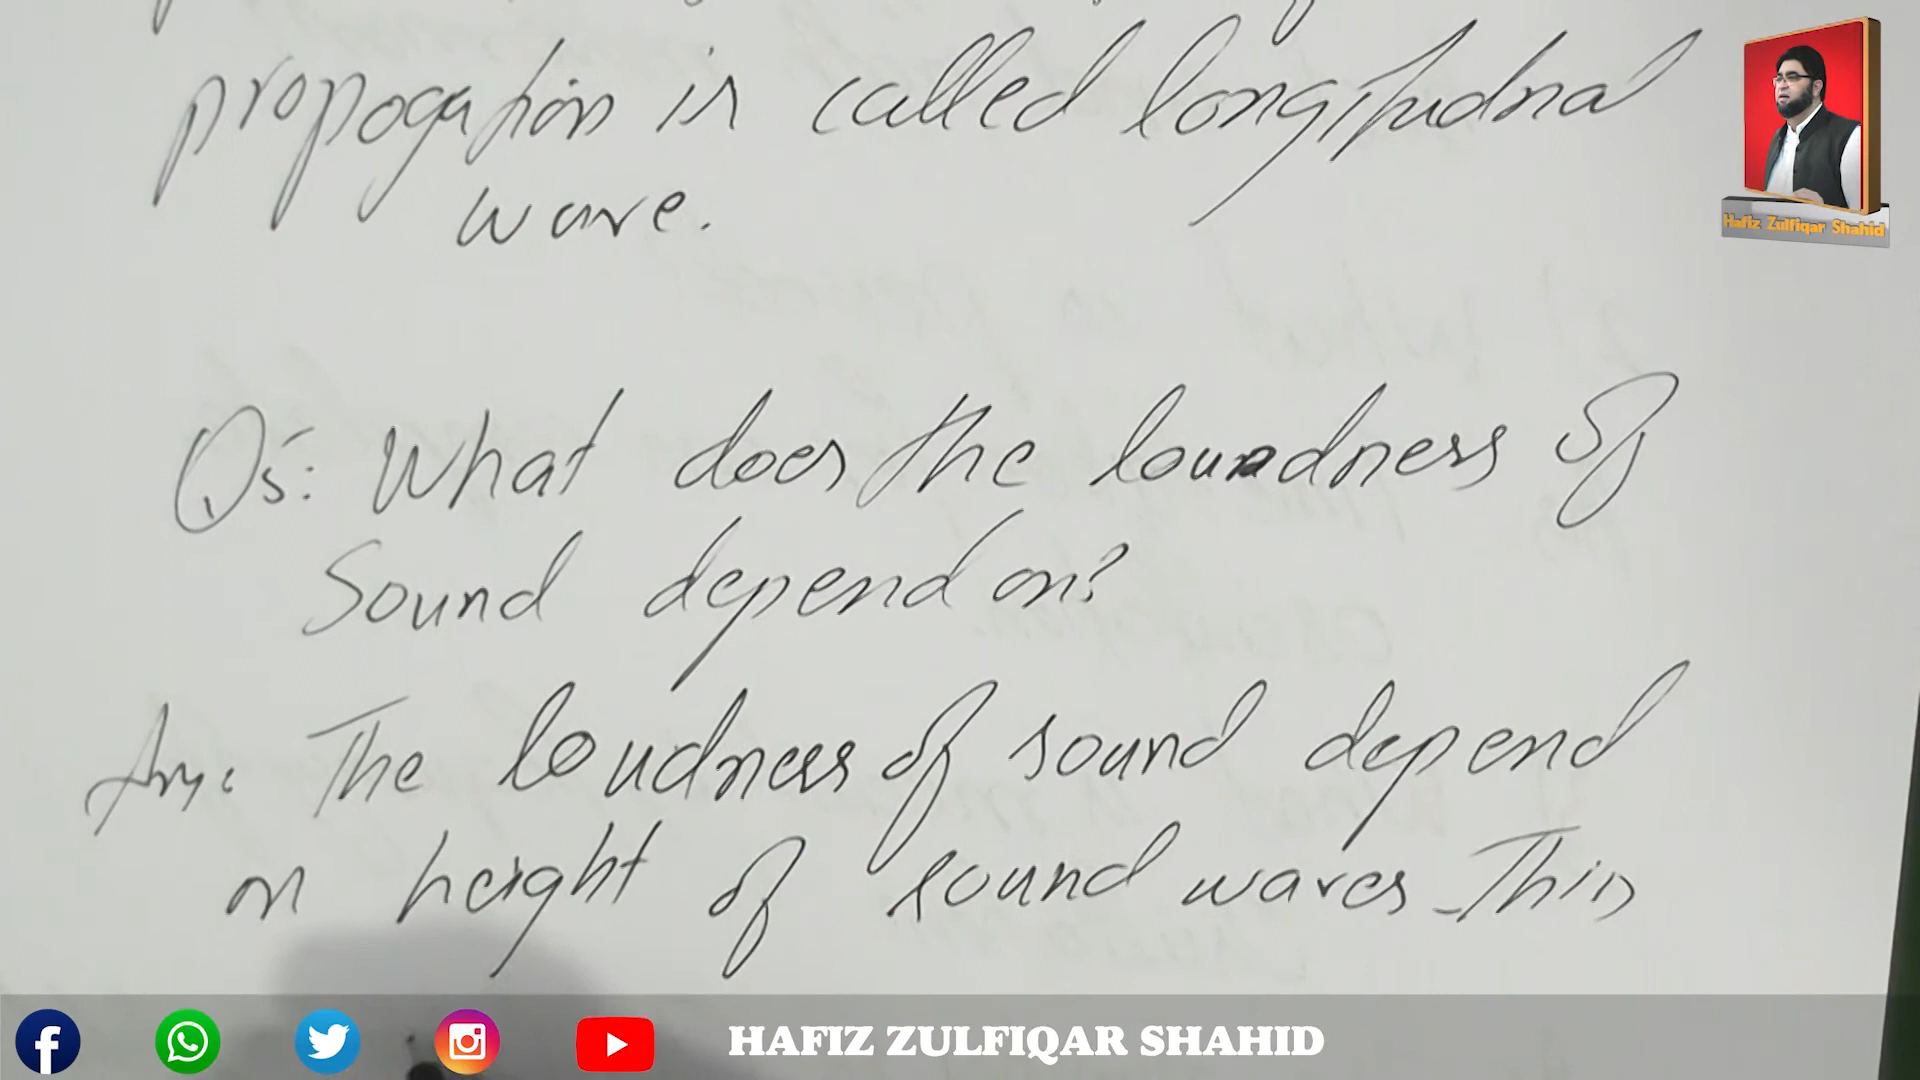 propogation is called longitudnal
wave.
Hafiz Zulfiqar Shahid
Q5: What does the loundness of
Sound depend on?
Ans: The loudness of sound depend
on height of sound waves. This
HAFIZ ZULFIQAR SHAHID